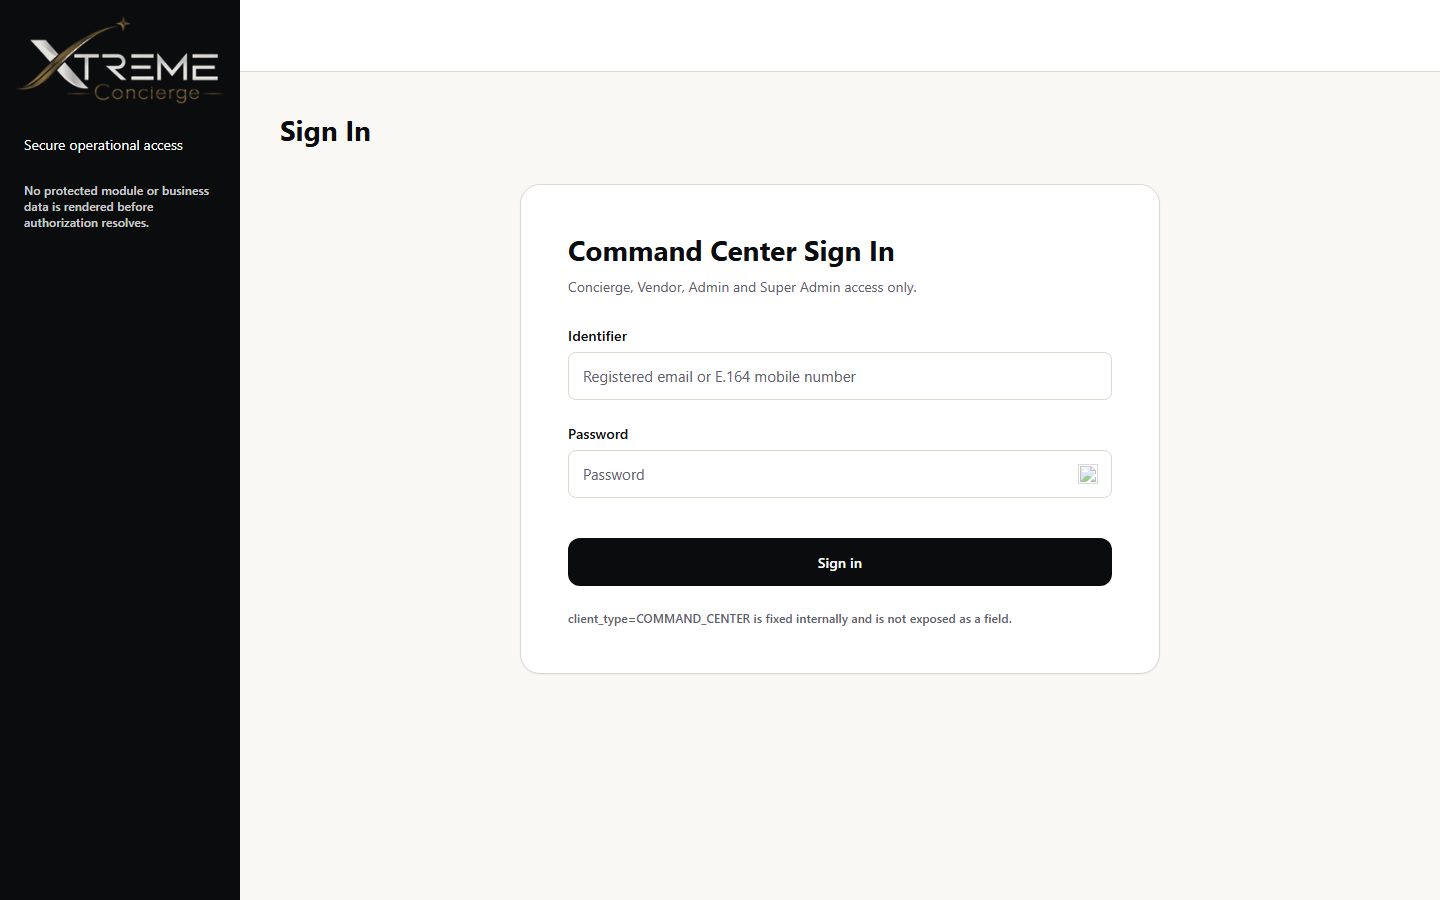 XTREME
Concierge
Secure operational access
No protected module or business
data is rendered before
authorization resolves.
Sign In
Command Center Sign In
Concierge, Vendor, Admin and Super Admin access only.
Identifier
Registered email or E.164 mobile number
Password
Password
Sign in
client_type=COMMAND_CENTER is fixed internally and is not exposed as a field.